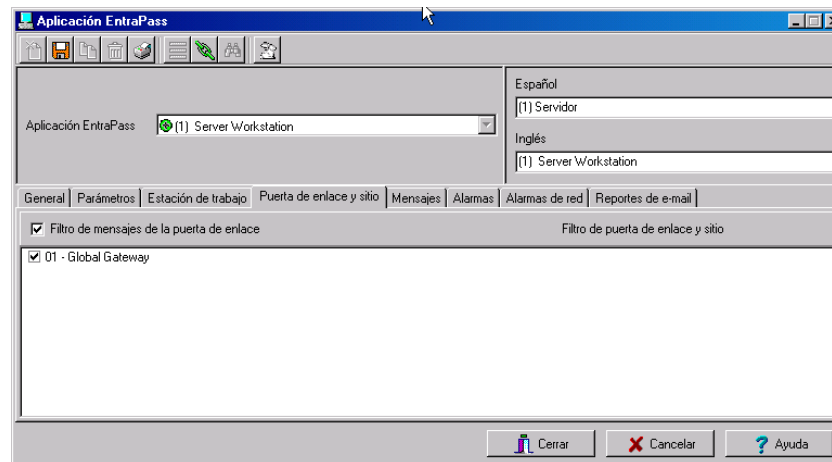 Aplicación EntraPass
Español
(1) Servidor
Aplicación EntraPass
(1) Server Workstation
Inglés
(1) Server Workstation
General Parámetros Estación de trabajo Puerta de enlace y sitio Mensajes Alarmas Alarmas de red Reportes de e-mail
Filtro de mensajes de la puerta de enlace
Filtro de puerta de enlace y sitio
01 - Global Gateway
Cerrar Cancelar Ayuda